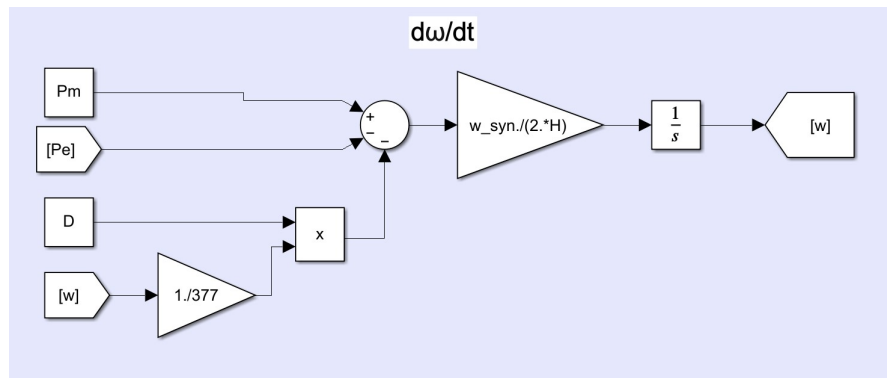 dω/dt
Pm
+
−
−
[Pe]
w_syn./(2.*H)
1
s
[w]
D
x
[w]
1./377